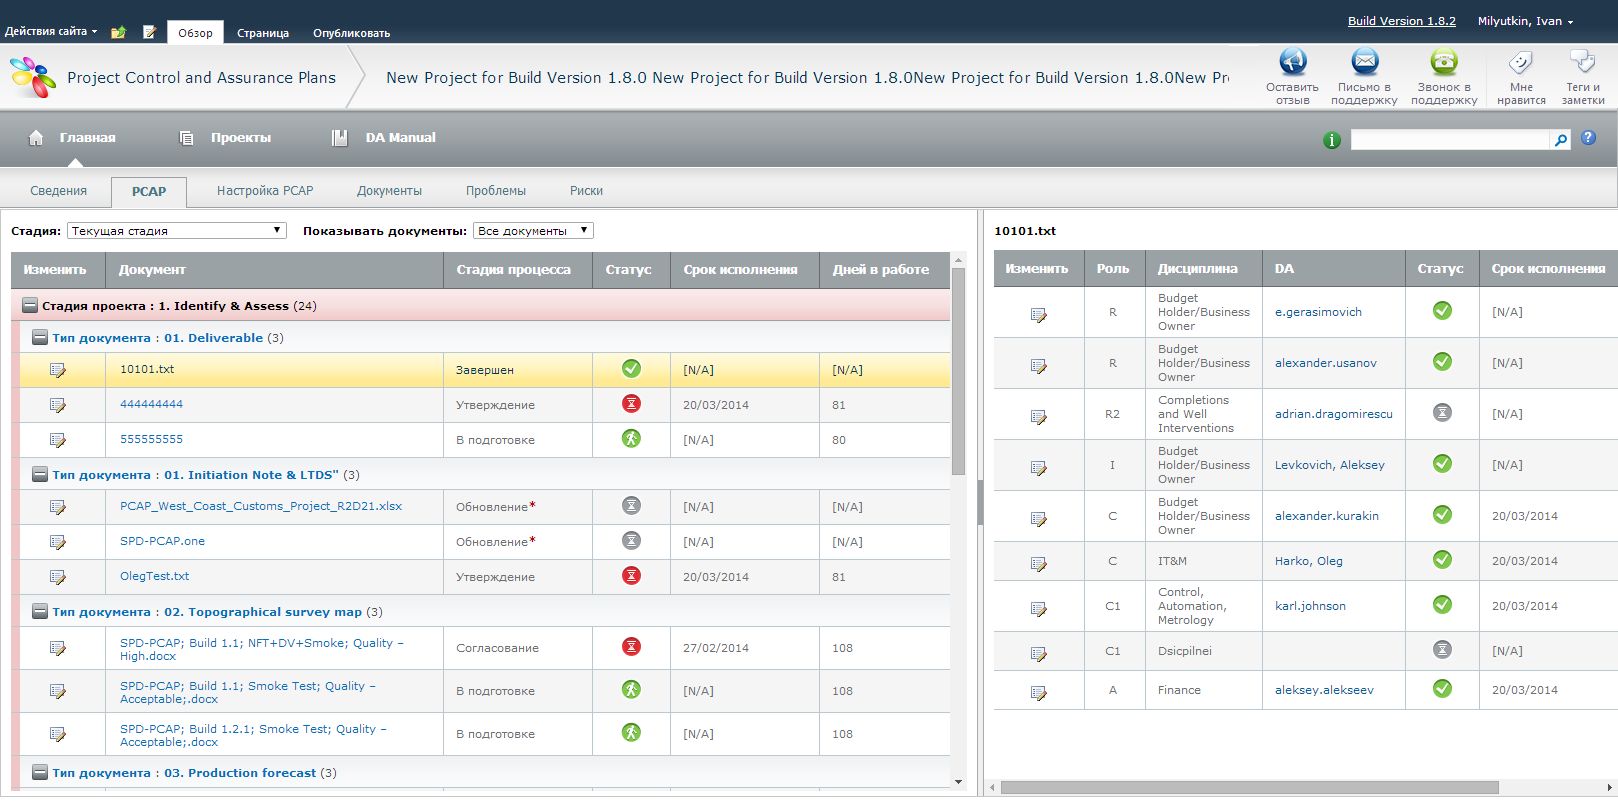 Build Version 1.8.2 Milyutkin, Ivan
Действия сайта Обзор Страница Опубликовать
Project Control and Assurance Plans New Project for Build Version 1.8.0 New Project for Build Version 1.8.0New Project for Build Version 1.8.0New Pr
Оставить отзыв Письмо в поддержку Звонок в поддержку Мне нравится Теги и заметки
Главная Проекты DA Manual
Сведения PCAP Настройка PCAP Документы Проблемы Риски
Стадия: Текущая стадия Показывать документы: Все документы
Изменить Документ Стадия процесса Статус Срок исполнения Дней в работе
Стадия проекта : 1. Identify & Assess (24)
Тип документа : 01. Deliverable (3)
10101.txt Завершен [N/A] [N/A]
444444444 Утверждение 20/03/2014 81
555555555 В подготовке [N/A] 80
Тип документа : 01. Initiation Note & LTDS" (3)
PCAP_West_Coast_Customs_Project_R2D21.xlsx Обновление* [N/A] [N/A]
SPD-PCAP.one Обновление* [N/A] [N/A]
OlegTest.txt Утверждение 20/03/2014 81
Тип документа : 02. Topographical survey map (3)
SPD-PCAP; Build 1.1; NFT+DV+Smoke; Quality –
High.docx Согласование 27/02/2014 108
SPD-PCAP; Build 1.1; Smoke Test; Quality –
Acceptable;.docx В подготовке [N/A] 108
SPD-PCAP; Build 1.2.1; Smoke Test; Quality –
Acceptable;.docx В подготовке [N/A] 108
Тип документа : 03. Production forecast (3)
10101.txt
Изменить Роль Дисциплина DA Статус Срок исполнения
R Budget Holder/Business Owner e.gerasimovich [N/A]
R Budget Holder/Business Owner alexander.usanov [N/A]
R2 Completions and Well Interventions adrian.dragomirescu [N/A]
I Budget Holder/Business Owner Levkovich, Aleksey [N/A]
C Budget Holder/Business Owner alexander.kurakin 20/03/2014
C IT&M Harko, Oleg 20/03/2014
C1 Control, Automation, Metrology karl.johnson 20/03/2014
C1 Dsicpilnei [N/A]
A Finance aleksey.alekseev 20/03/2014